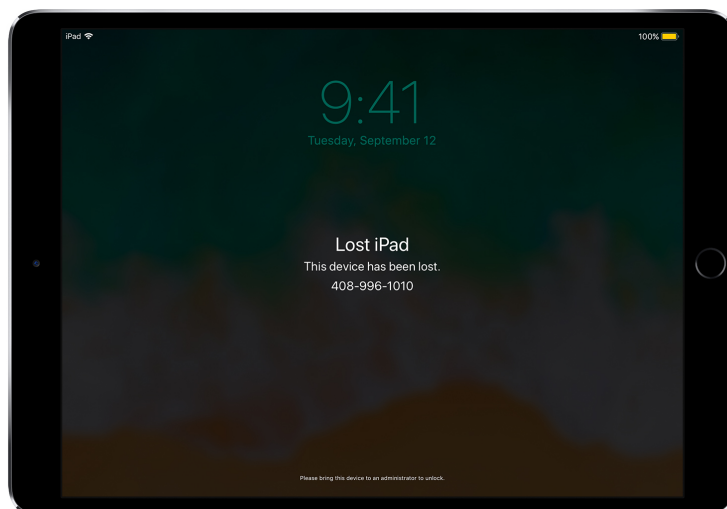 iPad
100%
9:41
Tuesday, September 12
Lost iPad
This device has been lost.
408-996-1010
Please bring this device to an administrator to unlock.